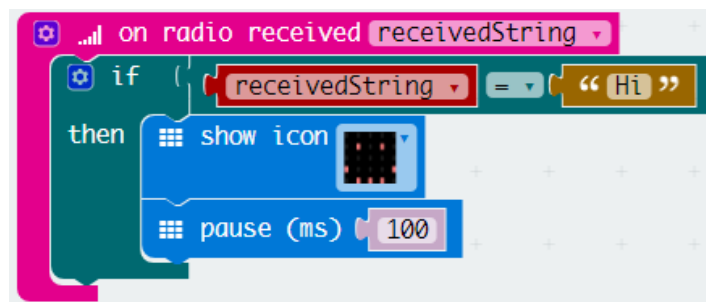 on radio received receivedString
if receivedString = “ Hi ”
then show icon
pause (ms) 100